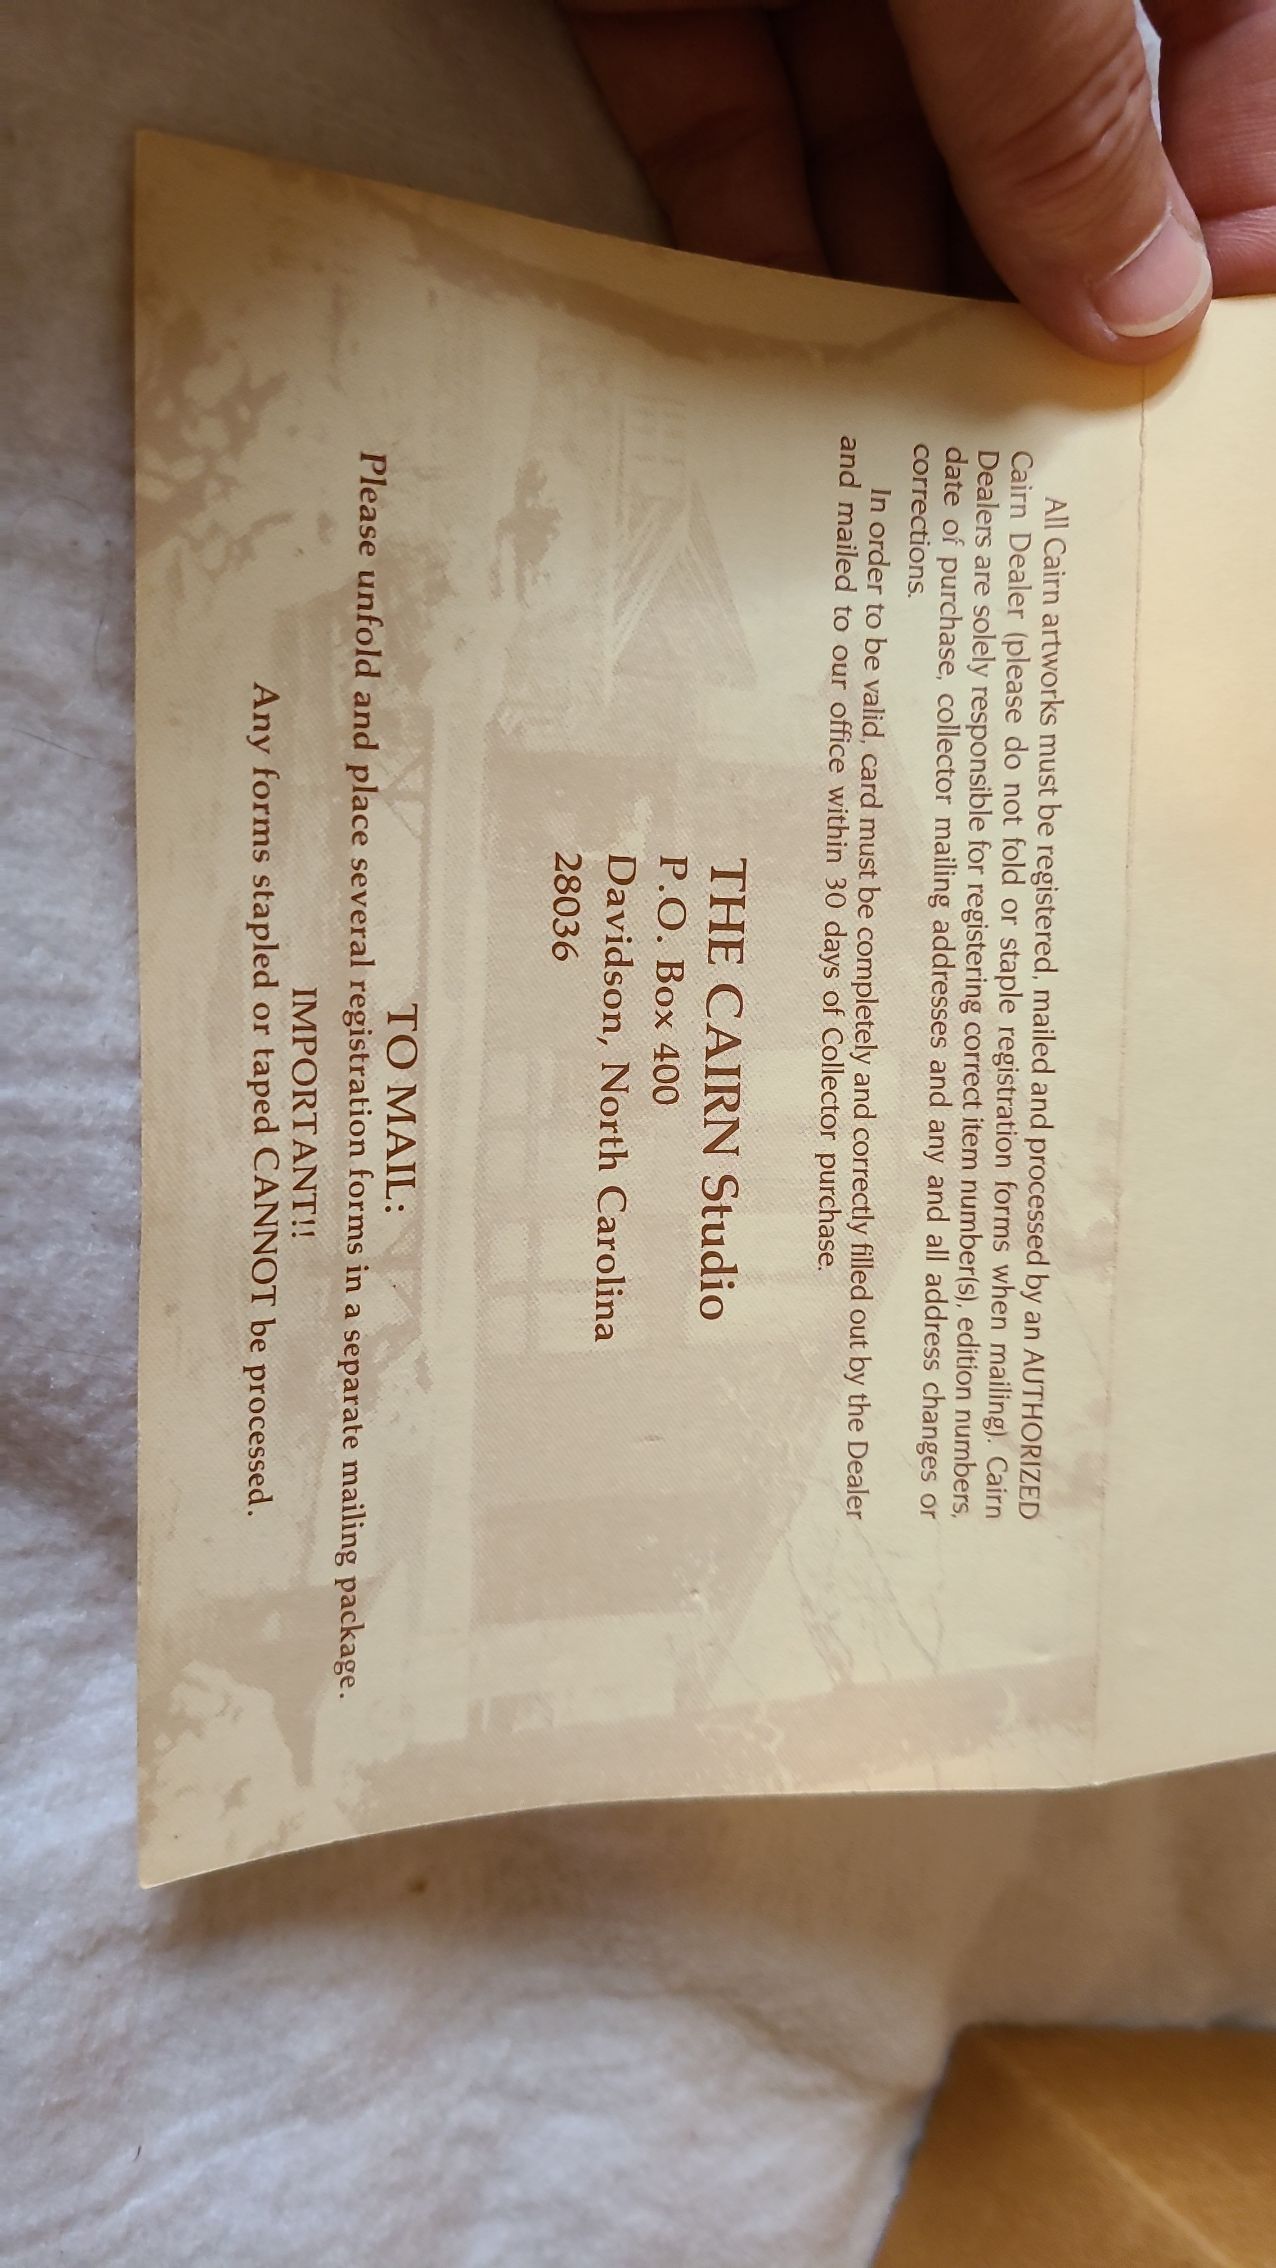 All Cairn artworks must be registered, mailed and processed by an AUTHORIZED
Cairn Dealer (please do not fold or staple registration forms when mailing). Cairn
Dealers are solely responsible for registering correct item number(s), edition numbers,
date of purchase, collector mailing addresses and any and all address changes or
corrections.
In order to be valid, card must be completely and correctly filled out by the Dealer
and mailed to our office within 30 days of Collector purchase.
THE CAIRN Studio
P.O. Box 400
Davidson, North Carolina
28036
TO MAIL:
Please unfold and place several registration forms in a separate mailing package.
IMPORTANT!!
Any forms stapled or taped CANNOT be processed.